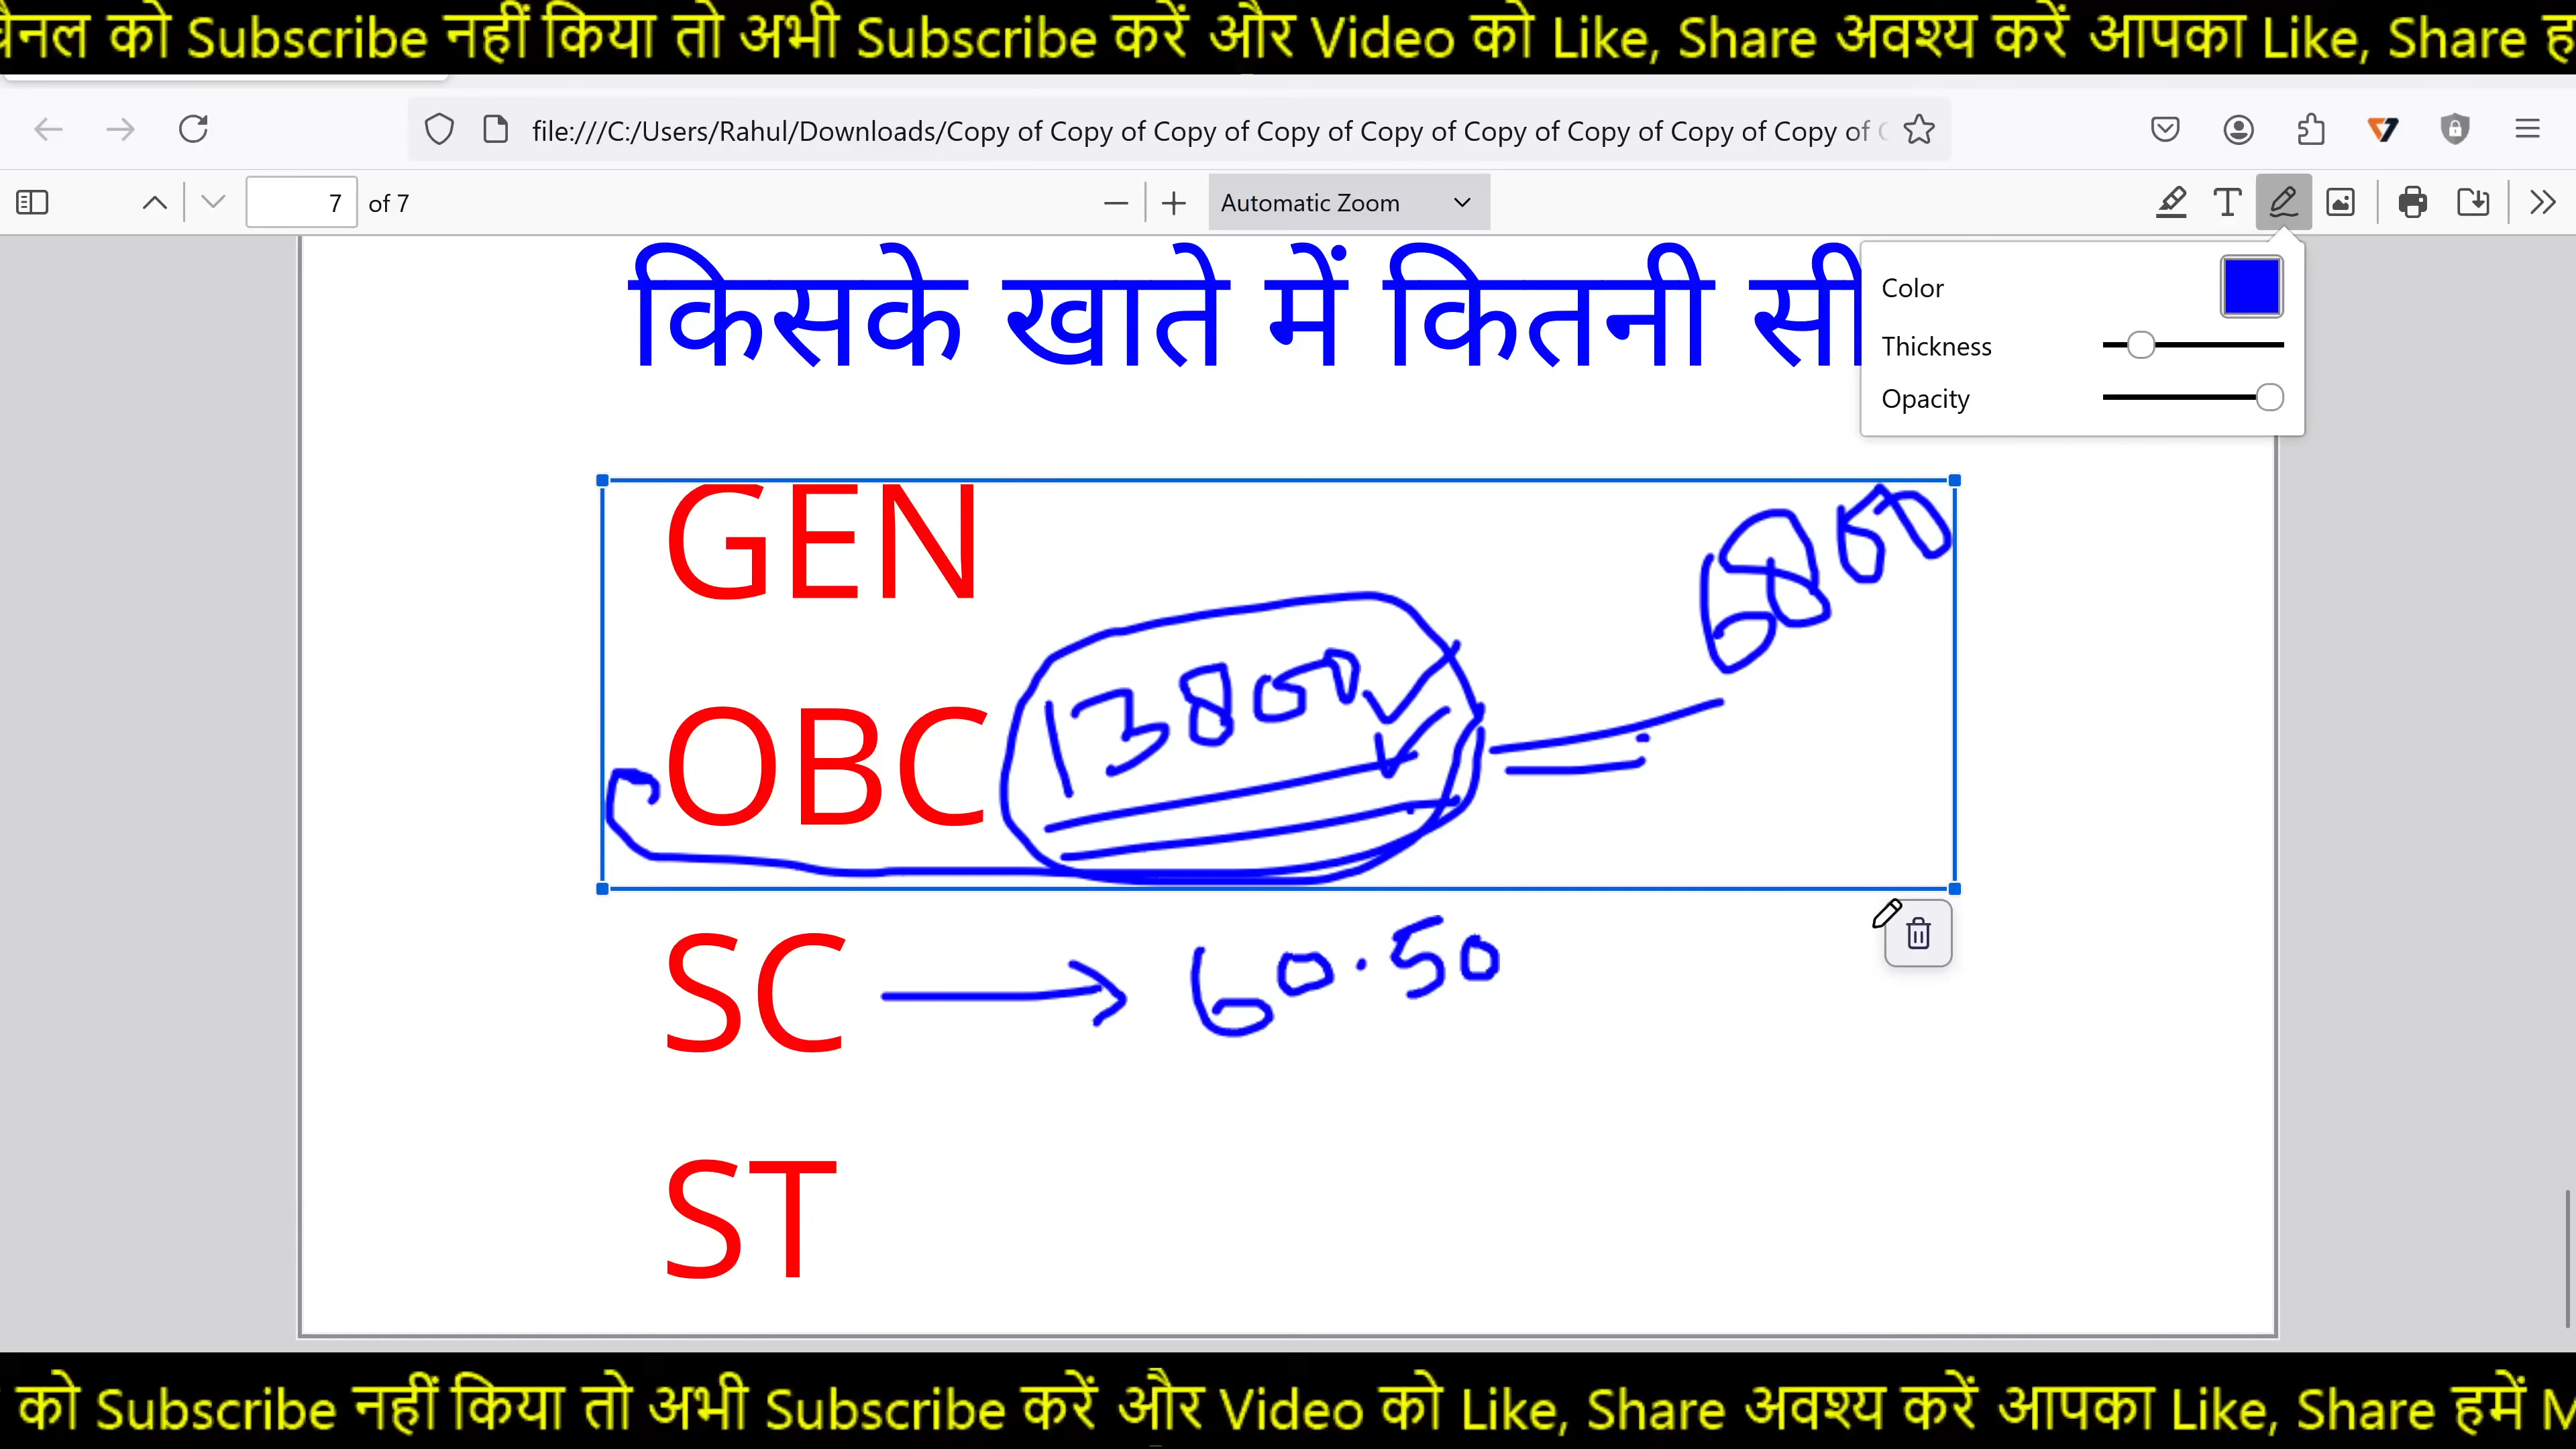 चैनल को Subscribe नहीं किया तो अभी Subscribe करें और Video को Like, Share अवश्य करें आपका Like, Share ह
file:///C:/Users/Rahul/Downloads/Copy of Copy of Copy of Copy of Copy of Copy of Copy of Copy of Copy of
7 of 7
Automatic Zoom
Color
Thickness
Opacity
किसके खाते में कितनी सी
GEN
6800
OBC 13800
SC → 60.50
ST
को Subscribe नहीं किया तो अभी Subscribe करें और Video को Like, Share अवश्य करें आपका Like, Share हमें M